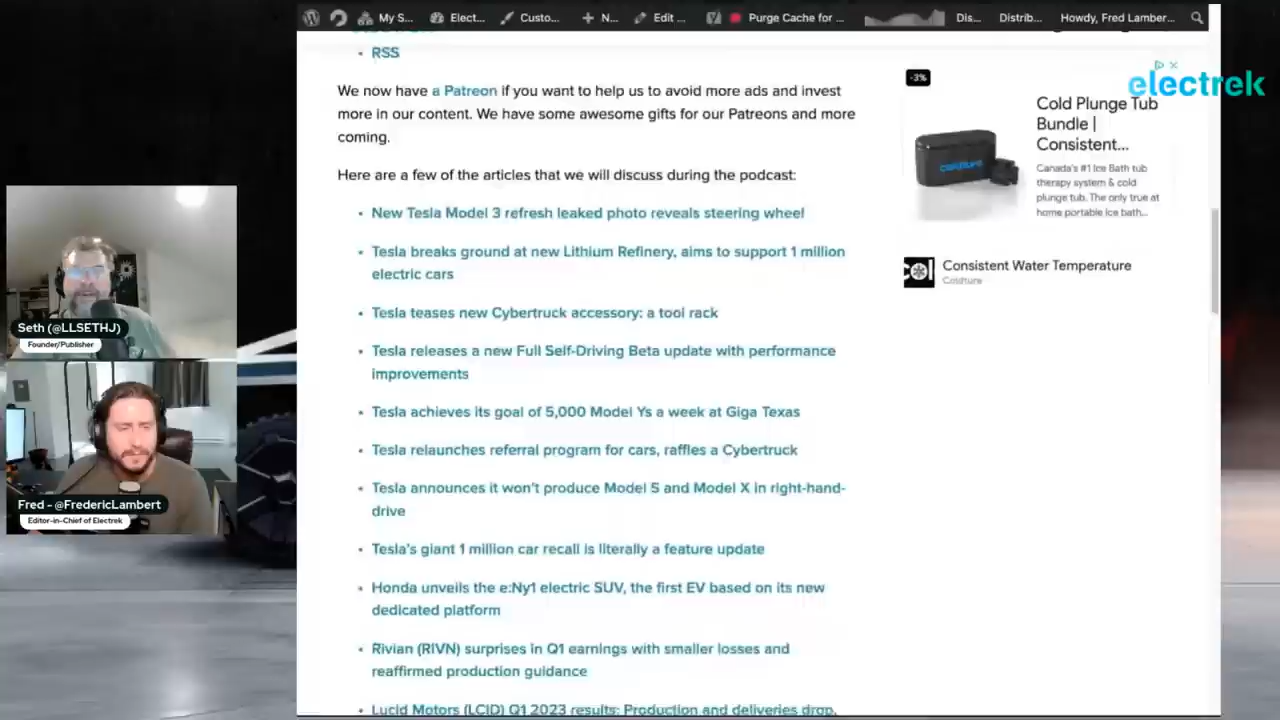 My S...
Elect...
Custo...
N...
Edit ...
Purge Cache for ...
Dis...
Distrib...
Howdy, Fred Lamber...
RSS
We now have a Patreon if you want to help us to avoid more ads and invest
more in our content. We have some awesome gifts for our Patreons and more
coming.
Here are a few of the articles that we will discuss during the podcast:
New Tesla Model 3 refresh leaked photo reveals steering wheel
Tesla breaks ground at new Lithium Refinery, aims to support 1 million
electric cars
Tesla teases new Cybertruck accessory: a tool rack
Tesla releases a new Full Self-Driving Beta update with performance
improvements
Tesla achieves its goal of 5,000 Model Ys a week at Giga Texas
Tesla relaunches referral program for cars, raffles a Cybertruck
Tesla announces it won't produce Model S and Model X in right-hand-
drive
Tesla's giant 1 million car recall is literally a feature update
Honda unveils the e:Ny1 electric SUV, the first EV based on its new
dedicated platform
Rivian (RIVN) surprises in Q1 earnings with smaller losses and
reaffirmed production guidance
Lucid Motors (LCID) Q1 2023 results: Production and deliveries drop,
electrek
-3%
Cold Plunge Tub
Bundle |
Consistent...
Canada's #1 Ice Bath tub
therapy system & cold
plunge tub. The only true at
home portable ice bath...
Consistent Water Temperature
Coldture
Seth (@LLSETHJ)
Founder/Publisher
Fred - @FredericLambert
Editor-in-Chief of Electrek